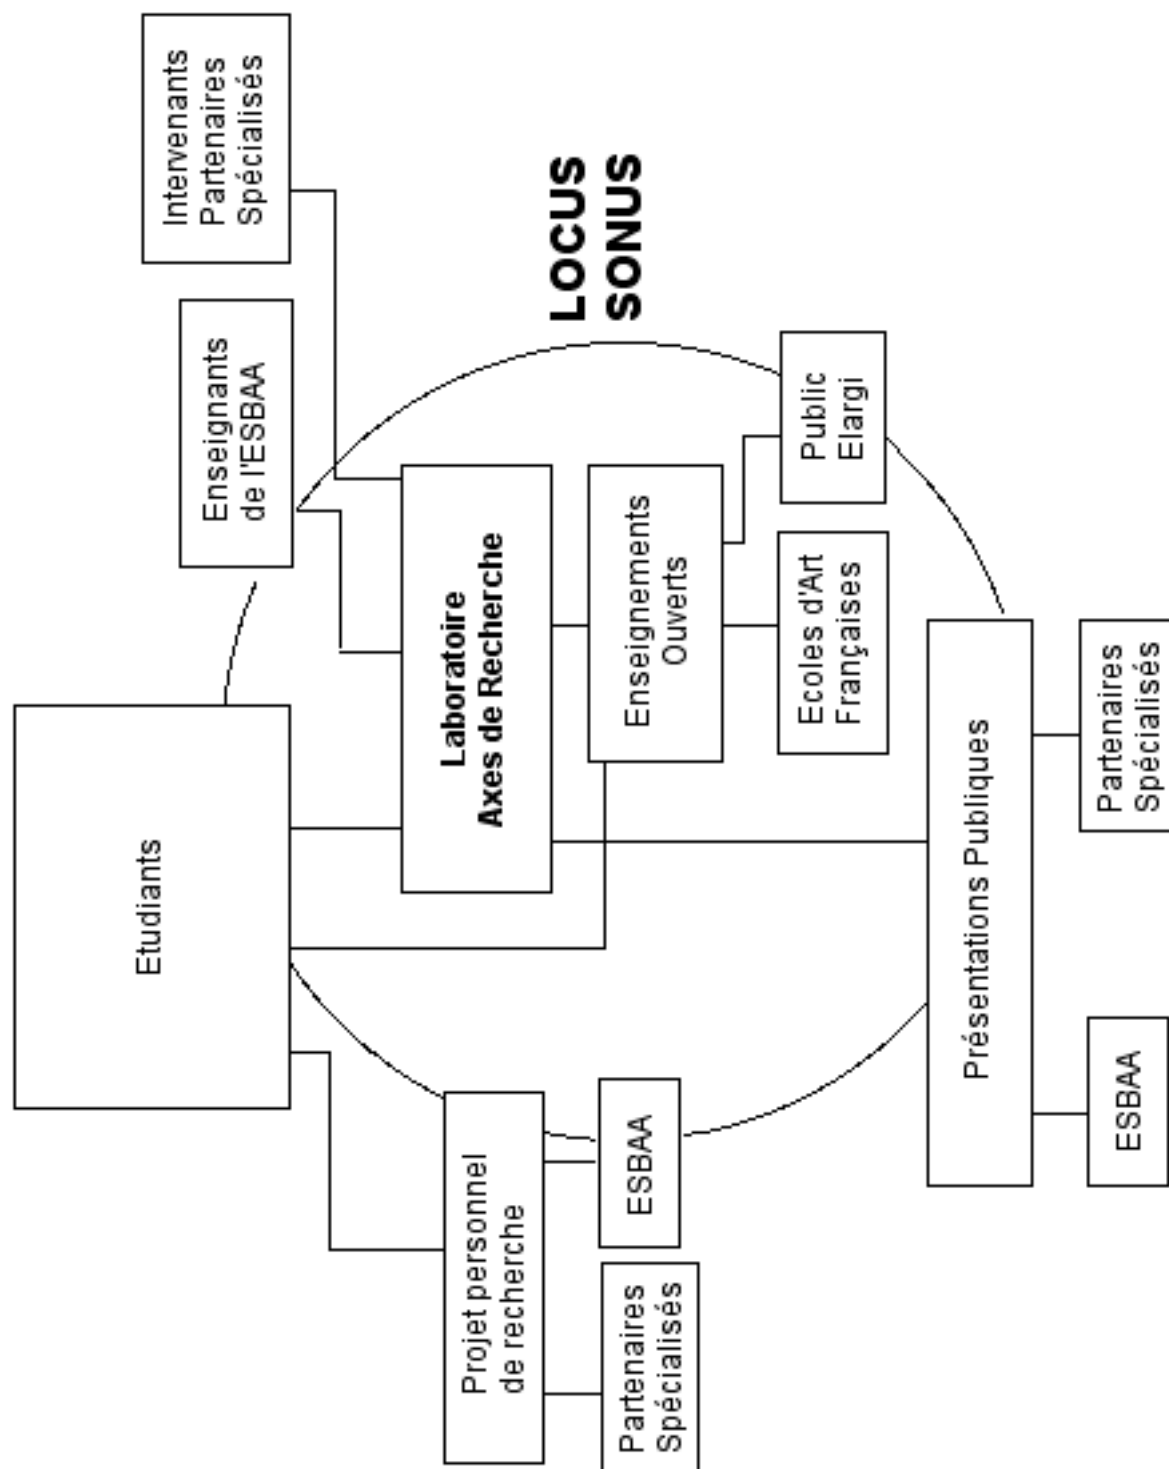 Etudiants
Enseignants
de l'ESBAA
Intervenants
Partenaires
Spécialisés
Projet personnel
de recherche
Laboratoire
Axes de Recherche
LOCUS
SONUS
Partenaires
Spécialisés
ESBAA
Enseignements
Ouverts
Ecoles d'Art
Françaises
Public
Elargi
Présentations Publiques
ESBAA
Partenaires
Spécialisés